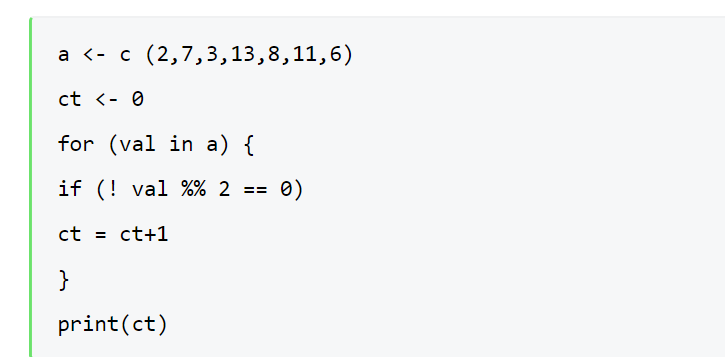 a <- c (2,7,3,13,8,11,6)
ct <- 0
for (val in a) {
if (! val %% 2 == 0)
ct = ct+1
}
print(ct)